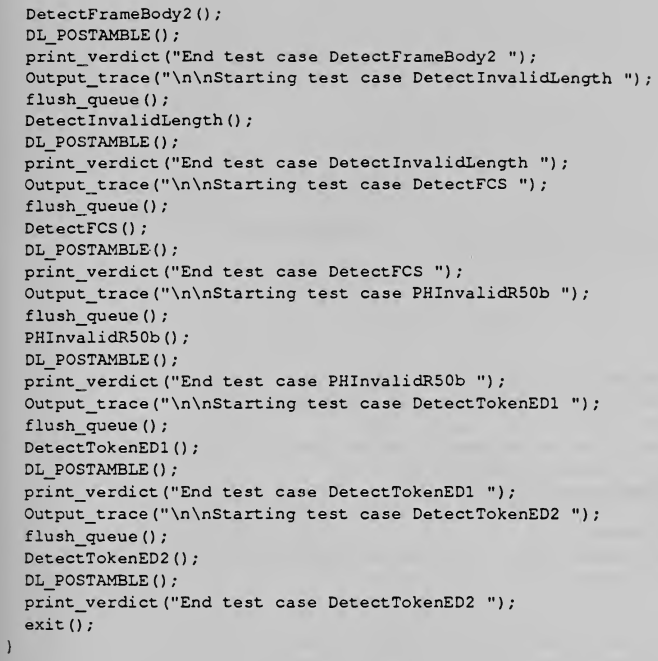 DetectFrameBody2();
DL_POSTAMBLE();
print_verdict("End test case DetectFrameBody2 ");
Output_trace("\n\nStarting test case DetectInvalidLength ");
flush_queue();
DetectInvalidLength();
DL_POSTAMBLE();
print_verdict("End test case DetectInvalidLength ");
Output_trace("\n\nStarting test case DetectFCS ");
flush_queue();
DetectFCS();
DL_POSTAMBLE();
print_verdict("End test case DetectFCS ");
Output_trace("\n\nStarting test case PHInvalidR50b ");
flush_queue();
PHInvalidR50b();
DL_POSTAMBLE();
print_verdict("End test case PHInvalidR50b ");
Output_trace("\n\nStarting test case DetectTokenED1 ");
flush_queue();
DetectTokenED1();
DL_POSTAMBLE();
print_verdict("End test case DetectTokenED1 ");
Output_trace("\n\nStarting test case DetectTokenED2 ");
flush_queue();
DetectTokenED2();
DL_POSTAMBLE();
print_verdict("End test case DetectTokenED2 ");
exit();
}